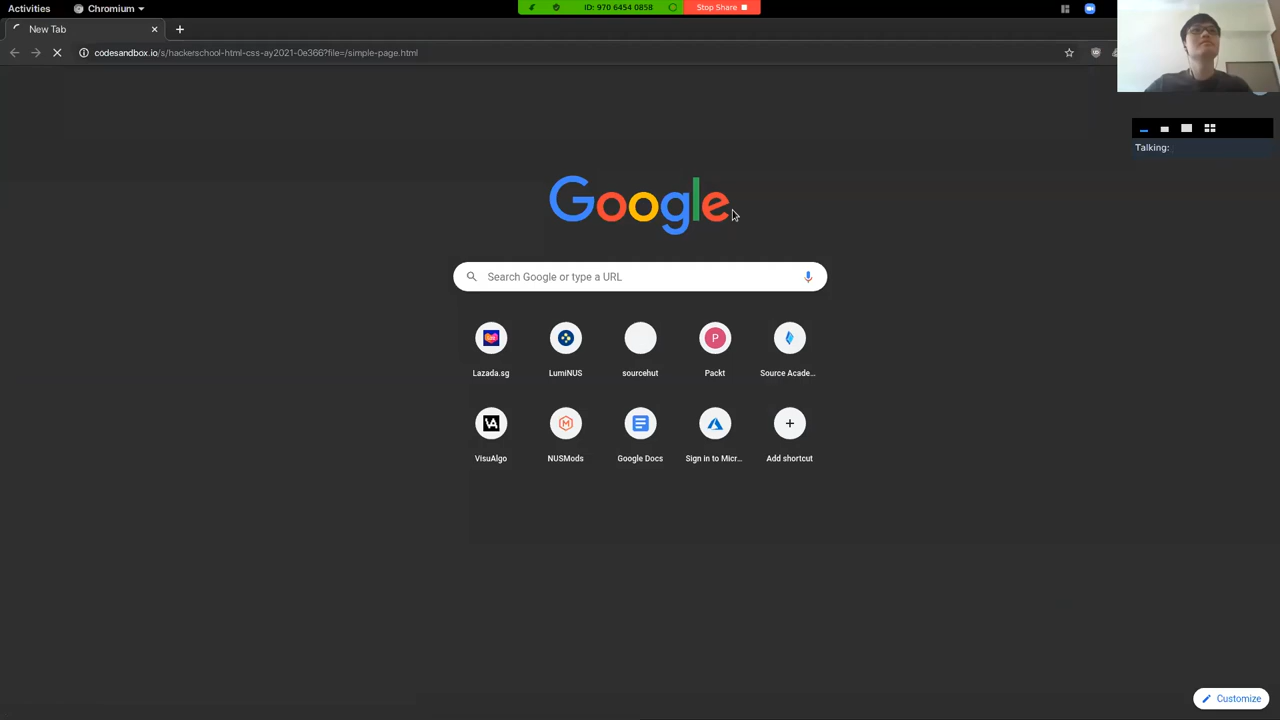 Activities
Chromium
ID: 970 6454 0858
Stop Share
New Tab
codesandbox.io/s/hackerschool-html-css-ay2021-0e366?file=/simple-page.html
Talking:
Google
Search Google or type a URL
Lazada.sg
LumiNUS
sourcehut
P
Packt
Source Acade...
VisuAlgo
NUSMods
Google Docs
Sign in to Micr...
Add shortcut
Customize